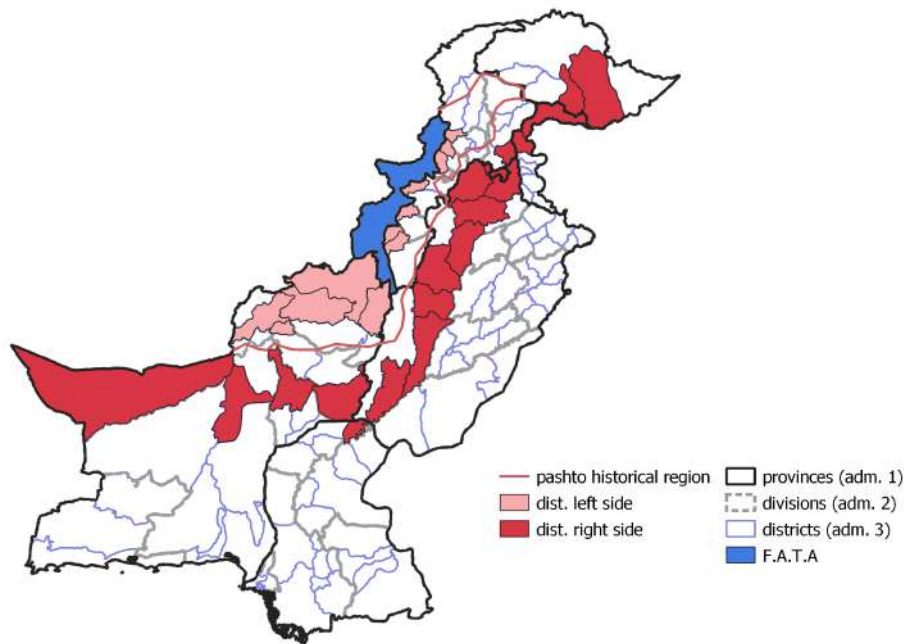 pashto historical region
dist. left side
dist. right side
provinces (adm. 1)
divisions (adm. 2)
districts (adm. 3)
F.A.T.A